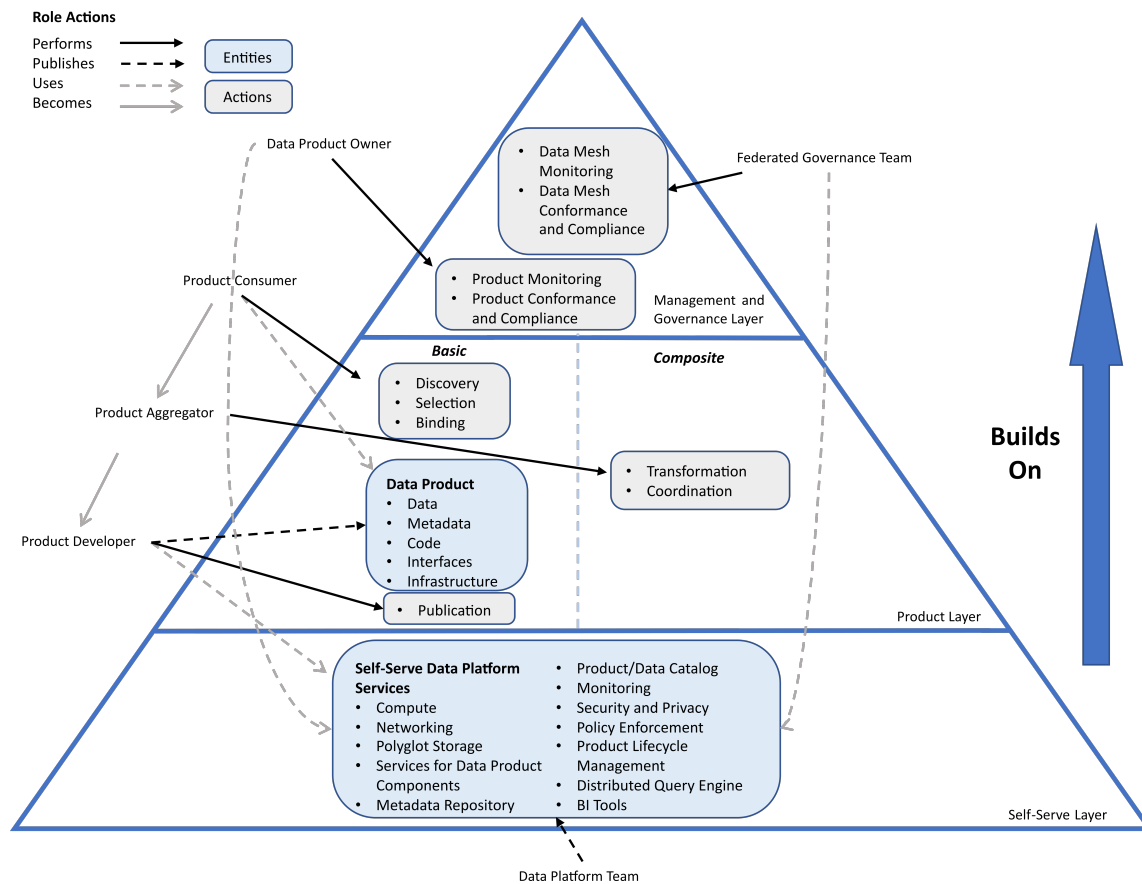 Role Actions
Performs
Publishes
Uses
Becomes
Entities
Actions
Data Product Owner
Federated Governance Team
• Data Mesh
Monitoring
• Data Mesh
Conformance
and Compliance
Product Consumer
• Product Monitoring
• Product Conformance
and Compliance
Management and
Governance Layer
Basic
Composite
• Discovery
• Selection
• Binding
Product Aggregator
Builds
On
• Transformation
• Coordination
Data Product
• Data
• Metadata
• Code
• Interfaces
• Infrastructure
Product Developer
• Publication
Product Layer
Self-Serve Data Platform
Services
• Compute
• Networking
• Polyglot Storage
• Services for Data Product
Components
• Metadata Repository
• Product/Data Catalog
• Monitoring
• Security and Privacy
• Policy Enforcement
• Product Lifecycle
Management
• Distributed Query Engine
• BI Tools
Self-Serve Layer
Data Platform Team